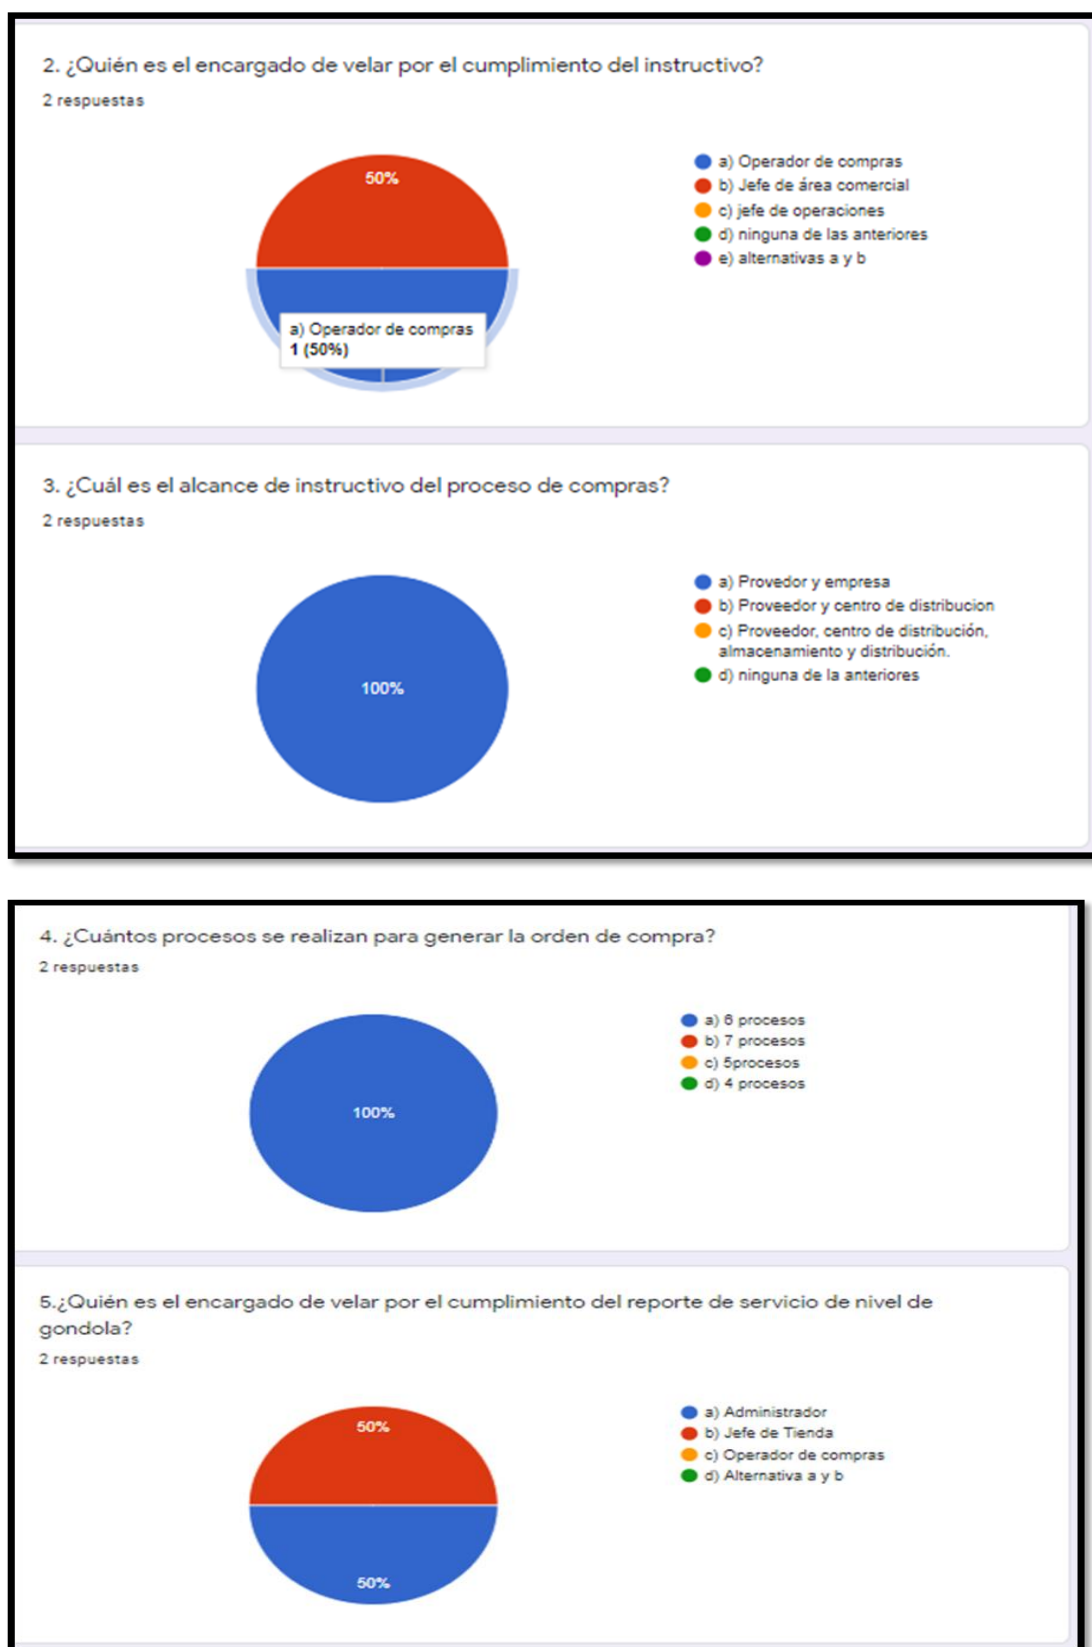 2. ¿Quién es el encargado de velar por el cumplimiento del instructivo?
2 respuestas
50%
a) Operador de compras
1 (50%)
a) Operador de compras
b) Jefe de área comercial
c) jefe de operaciones
d) ninguna de las anteriores
e) alternativas a y b
3. ¿Cuál es el alcance de instructivo del proceso de compras?
2 respuestas
100%
a) Provedor y empresa
b) Proveedor y centro de distribucion
c) Proveedor, centro de distribución,
almacenamiento y distribución.
d) ninguna de la anteriores
4. ¿Cuántos procesos se realizan para generar la orden de compra?
2 respuestas
100%
a) 6 procesos
b) 7 procesos
c) 5procesos
d) 4 procesos
5.¿Quién es el encargado de velar por el cumplimiento del reporte de servicio de nivel de
gondola?
2 respuestas
50%
50%
a) Administrador
b) Jefe de Tienda
c) Operador de compras
d) Alternativa a y b